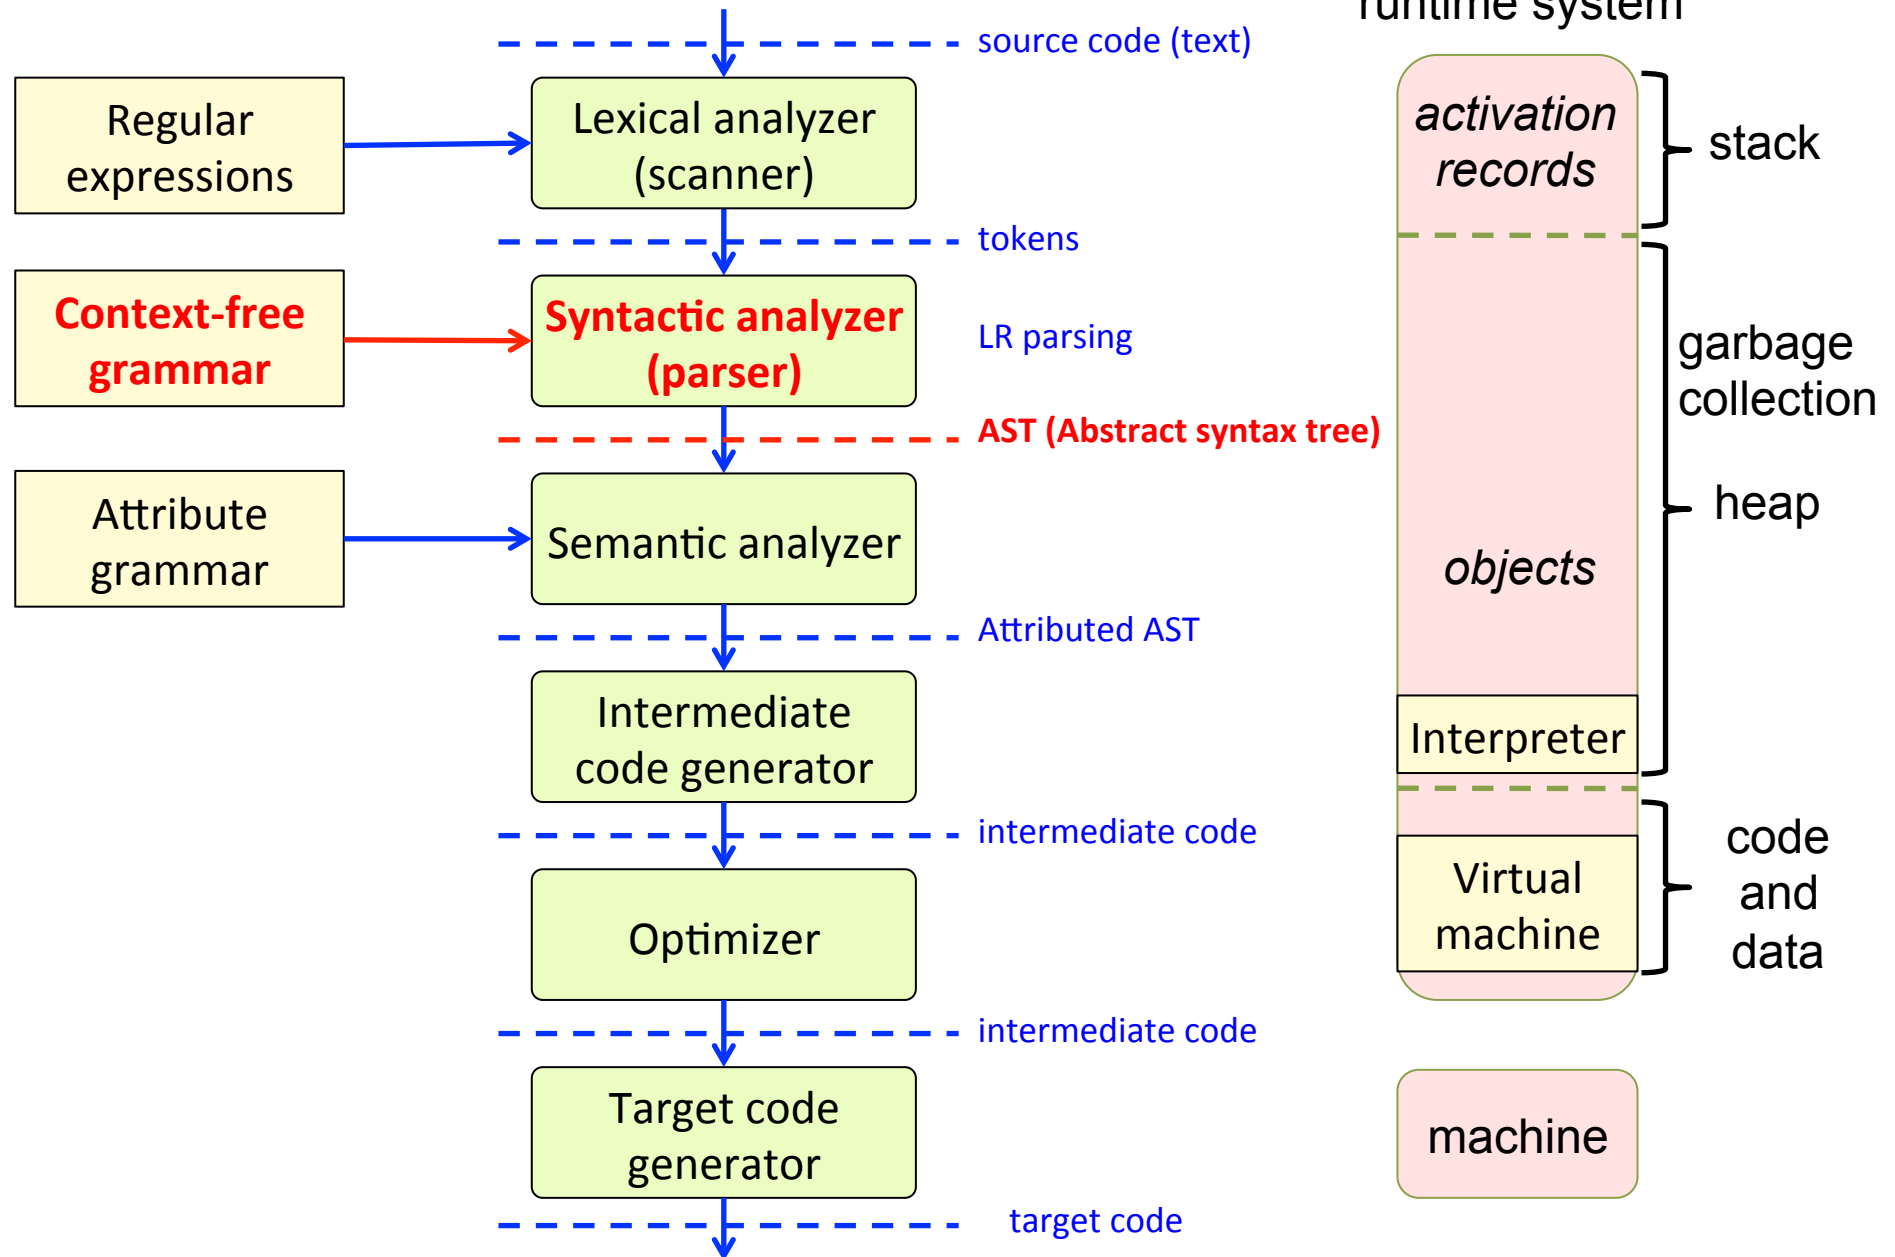 runtime system
source code (text)
Regular
expressions
Lexical analyzer
(scanner)
activation
records
stack
tokens
Context-free
grammar
Syntactic analyzer
(parser)
LR parsing
garbage
collection
AST (Abstract syntax tree)
Attribute
grammar
Semantic analyzer
heap
objects
Attributed AST
Intermediate
code generator
Interpreter
intermediate code
code
and
data
Virtual
machine
Optimizer
intermediate code
Target code
generator
machine
target code